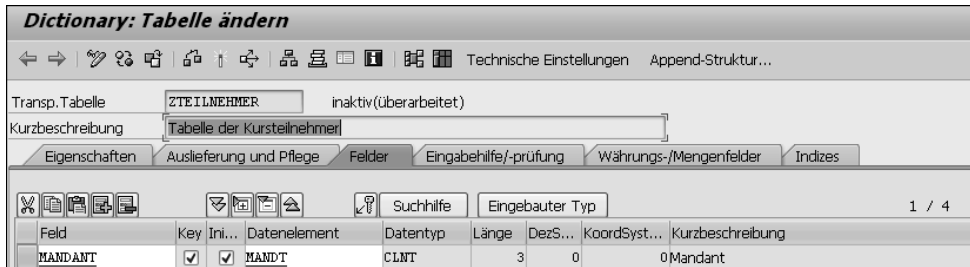 Dictionary: Tabelle ändern
Technische Einstellungen Append-Struktur...
Transp.Tabelle ZTEILNEHMER inaktiv(überarbeitet)
Kurzbeschreibung Tabelle der Kursteilnehmer
Eigenschaften Auslieferung und Pflege Felder Eingabehilfe/-prüfung Währungs-/Mengenfelder Indizes
Suchhilfe Eingebauter Typ 1 / 4
Feld Key Ini... Datenelement Datentyp Länge DezS... KoordSyst... Kurzbeschreibung
MANDANT MANDT CLNT 3 0 0 Mandant